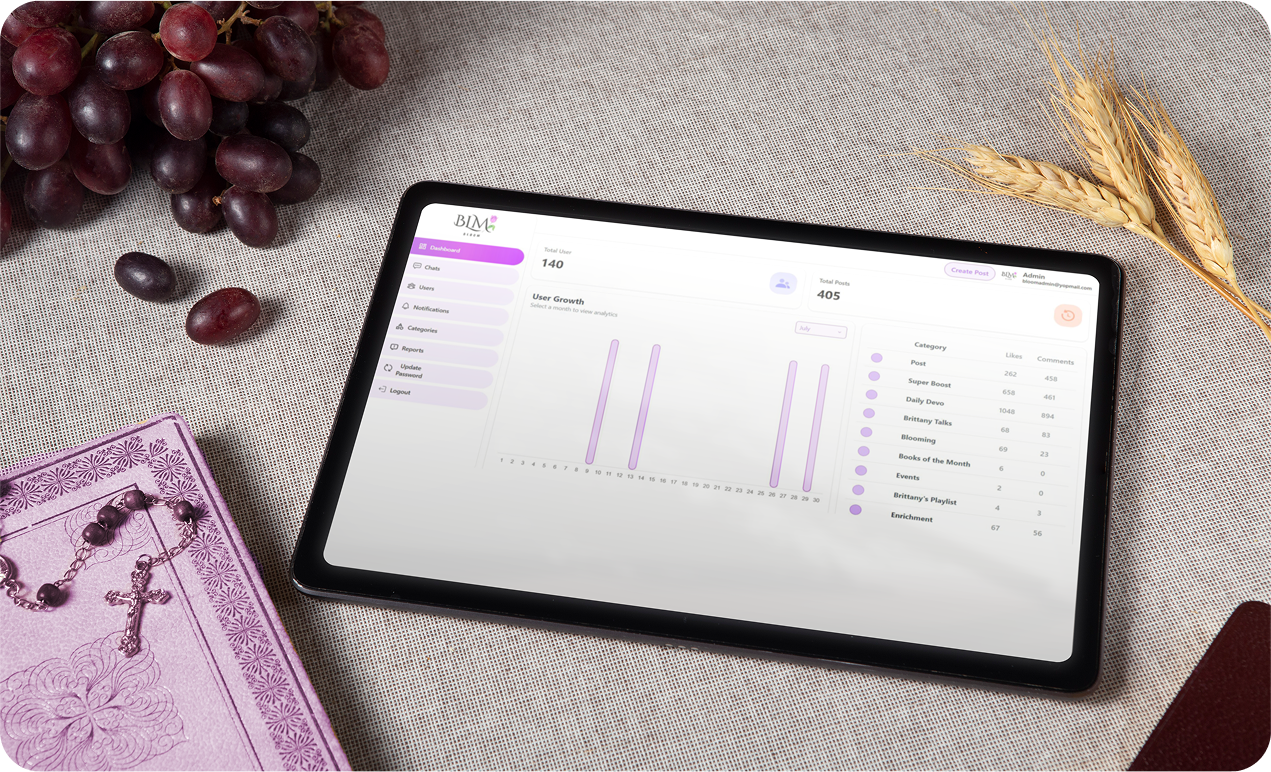 BLM
BLOOM
Dashboard
Chats
Users
Notifications
Categories
Reports
Update
Password
Logout
Total User
140
Total Posts
405
Create Post
Admin
bloomadmin@yopmail.com
User Growth
Select a month to view analytics
July
1 2 3 4 5 6 7 8 9 10 11 12 13 14 15 16 17 18 19 20 21 22 23 24 25 26 27 28 29 30
Category Likes Comments
Post 262 458
Super Boost 658 461
Daily Devo 1048 894
Brittany Talks 68 83
Blooming 69 23
Books of the Month 6 0
Events 2 0
Brittany's Playlist 4 3
Enrichment 67 56